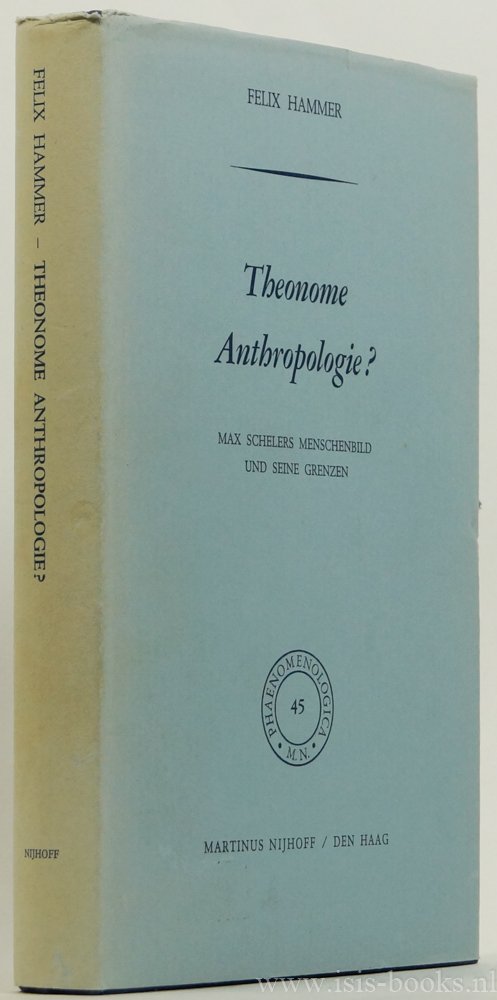 FELIX HAMMER – THEONOME ANTHROPOLOGIE?
NIJHOFF
FELIX HAMMER
Theonome
Anthropologie?
MAX SCHELERS MENSCHENBILD
UND SEINE GRENZEN
PHAENOMENOLOGICA
45
• M.N. •
MARTINUS NIJHOFF / DEN HAAG
www.isis-books.nl